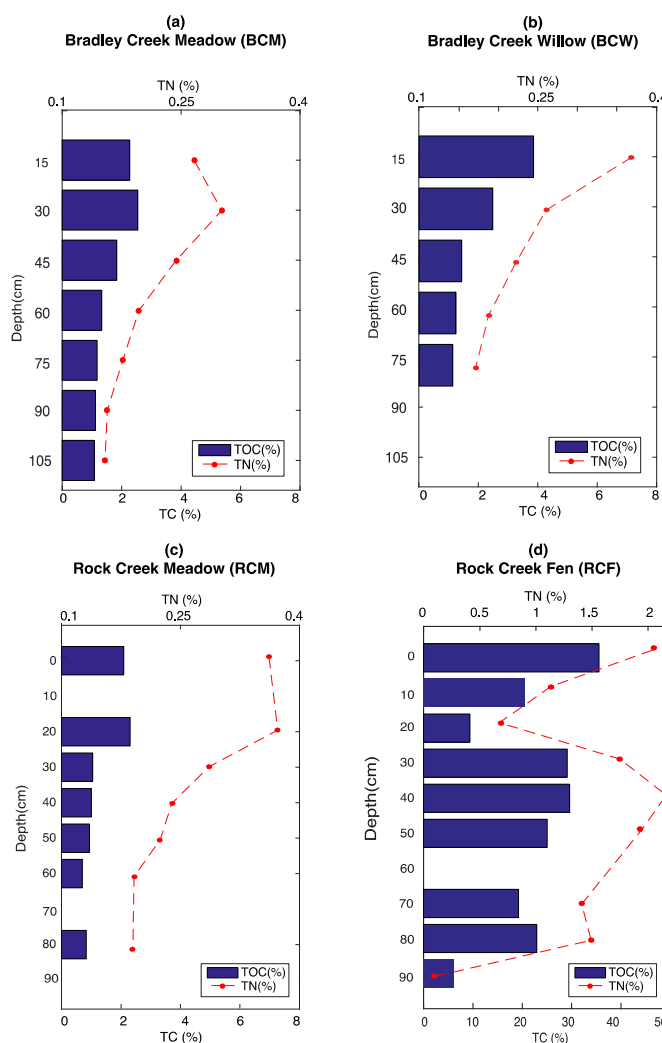 (a)
Bradley Creek Meadow (BCM)
TN (%)
0.1 0.25 0.4
15
30
45
60
75
90
105
Depth(cm)
TOC(%)
TN(%)
0 2 4 6 8
TC (%)
(b)
Bradley Creek Willow (BCW)
TN (%)
0.1 0.25 0.4
15
30
45
60
75
90
105
Depth(cm)
TOC(%)
TN(%)
0 2 4 6 8
TC (%)
(c)
Rock Creek Meadow (RCM)
TN (%)
0.1 0.25 0.4
0
10
20
30
40
50
60
70
80
90
Depth(cm)
TOC(%)
TN(%)
0 2 4 6 8
TC (%)
(d)
Rock Creek Fen (RCF)
TN (%)
0 0.5 1 1.5 2
0
10
20
30
40
50
60
70
80
90
Depth(cm)
TOC(%)
TN(%)
0 10 20 30 40 50
TC (%)